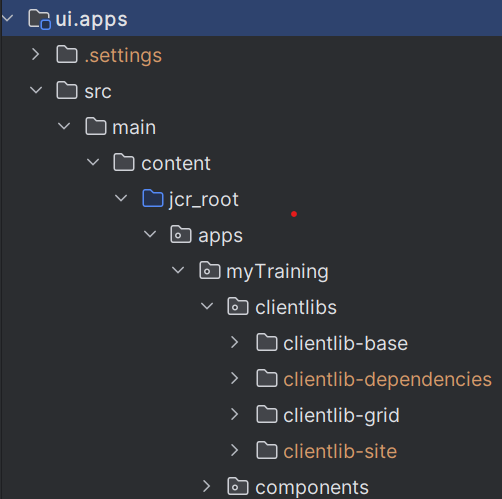 ui.apps
.settings
src
main
content
jcr_root
apps
myTraining
clientlibs
clientlib-base
clientlib-dependencies
clientlib-grid
clientlib-site
components